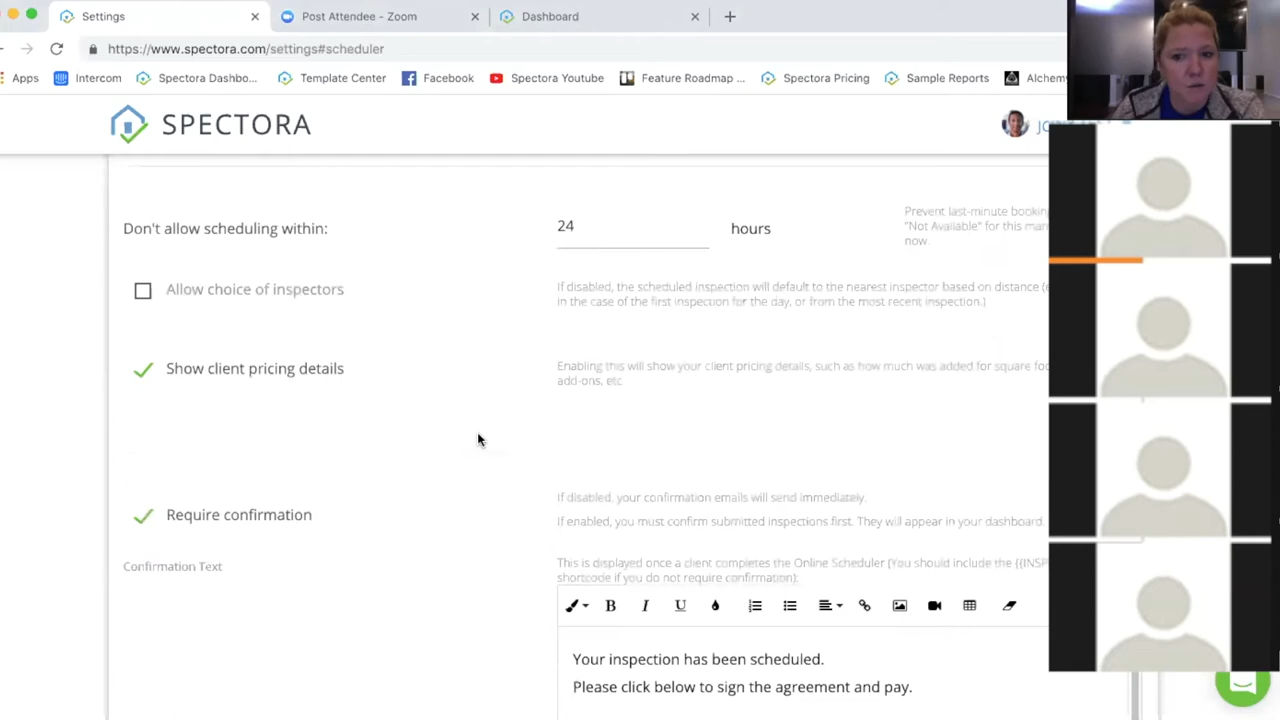 Settings
Post Attendee - Zoom
Dashboard
https://www.spectora.com/settings#scheduler
Apps
Intercom
Spectora Dashbo...
Template Center
Facebook
Spectora Youtube
Feature Roadmap ...
Spectora Pricing
Sample Reports
Alchem
SPECTORA
Don't allow scheduling within:
24
hours
Prevent last-minute bookin
"Not Available" for this man
now.
Allow choice of inspectors
If disabled, the scheduled inspection will default to the nearest inspector based on distance (e
in the case of the first inspection for the day, or from the most recent inspection.)
Show client pricing details
Enabling this will show your client pricing details, such as how much was added for square foo
add-ons, etc
Require confirmation
If disabled, your confirmation emails will send immediately.
If enabled, you must confirm submitted inspections first. They will appear in your dashboard.
Confirmation Text
This is displayed once a client completes the Online Scheduler (You should include the {{INSP
shortcode if you do not require confirmation):
B I U
Your inspection has been scheduled.
Please click below to sign the agreement and pay.